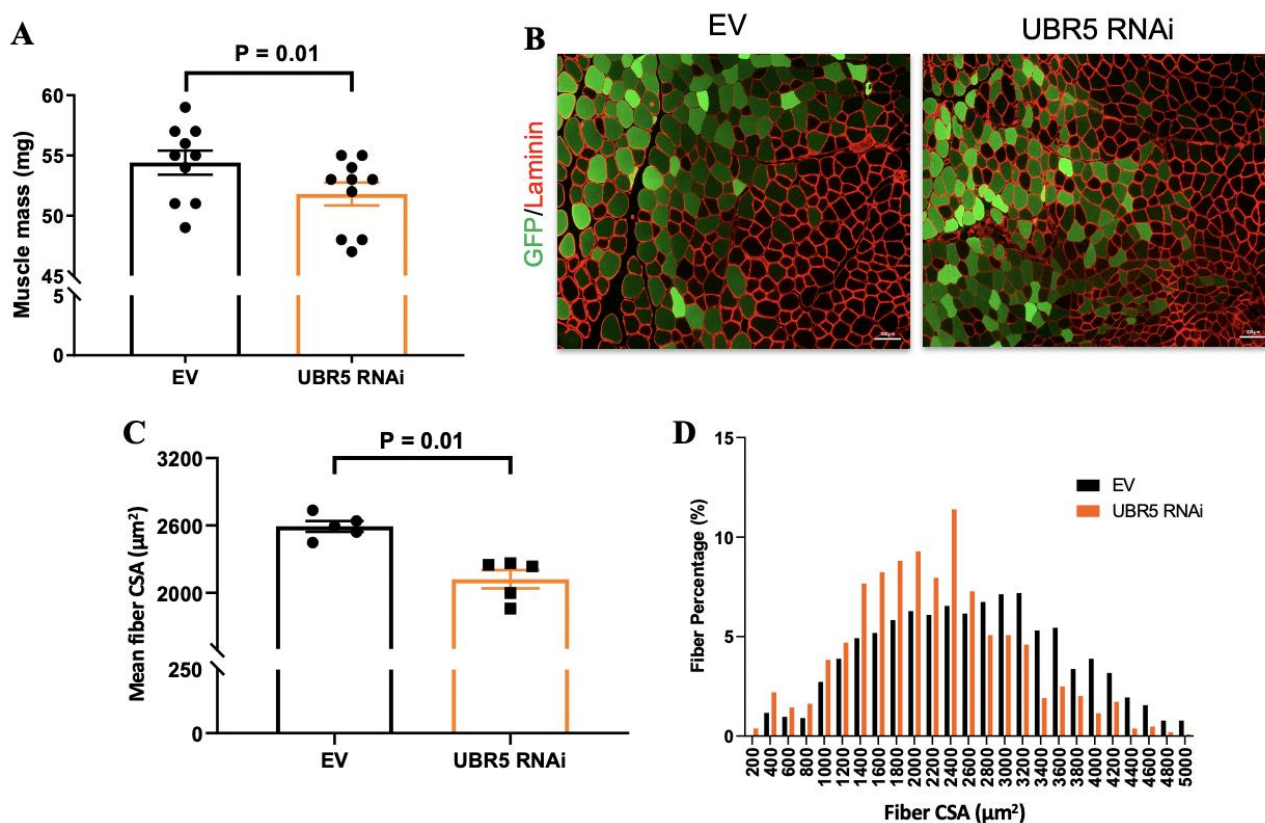 A
P = 0.01
Muscle mass (mg)
60
55
50
45
5
0
EV
UBR5 RNAi
B
EV
UBR5 RNAi
GFP/Laminin
C
P = 0.01
Mean fiber CSA (µm²)
3200
2600
2000
250
0
EV
UBR5 RNAi
D
Fiber Percentage (%)
15
10
5
0
EV
UBR5 RNAi
200 400 600 800 1000 1200 1400 1600 1800 2000 2200 2400 2600 2800 3000 3200 3400 3600 3800 4000 4200 4400 4600 4800 5000
Fiber CSA (µm²)